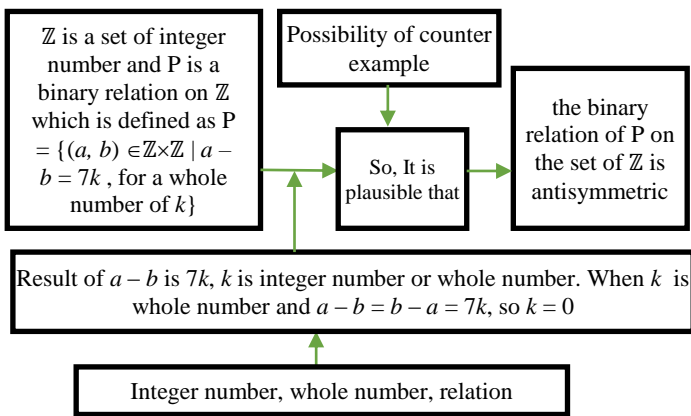 ℤ is a set of integer
number and P is a
binary relation on ℤ
which is defined as P
= {(a, b) ∈ℤ×ℤ | a –
b = 7k , for a whole
number of k}
Possibility of counter
example
So, It is
plausible that
the binary
relation of P on
the set of ℤ is
antisymmetric
Result of a – b is 7k, k is integer number or whole number. When k is
whole number and a – b = b – a = 7k, so k = 0
Integer number, whole number, relation